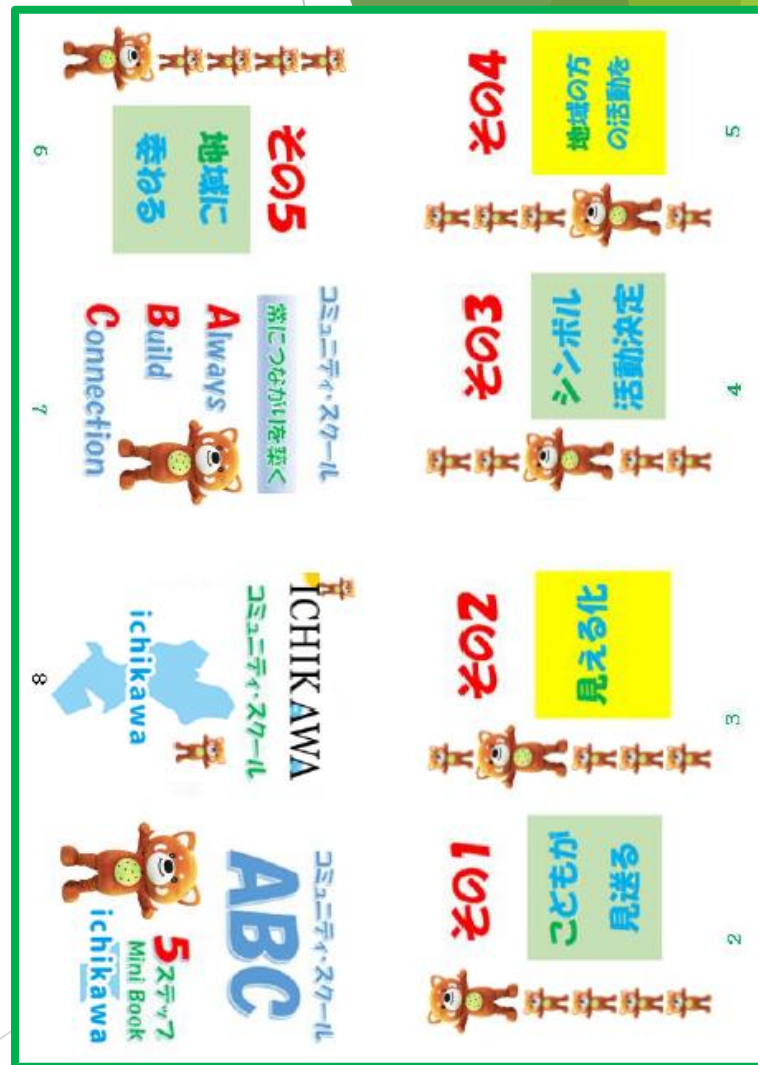 コミュニティ・スクール
ABC
5ステップ
Mini Book
ichikawa
その1
こどもが
見送る
2
その2
見える化
3
その3
シンボル
活動決定
4
その4
地域の方
の活動を
5
その5
地域に
委ねる
6
コミュニティ・スクール
常につながりを築く
Always
Build
Connection
7
ICHIKAWA
コミュニティ・スクール
ichikawa
8